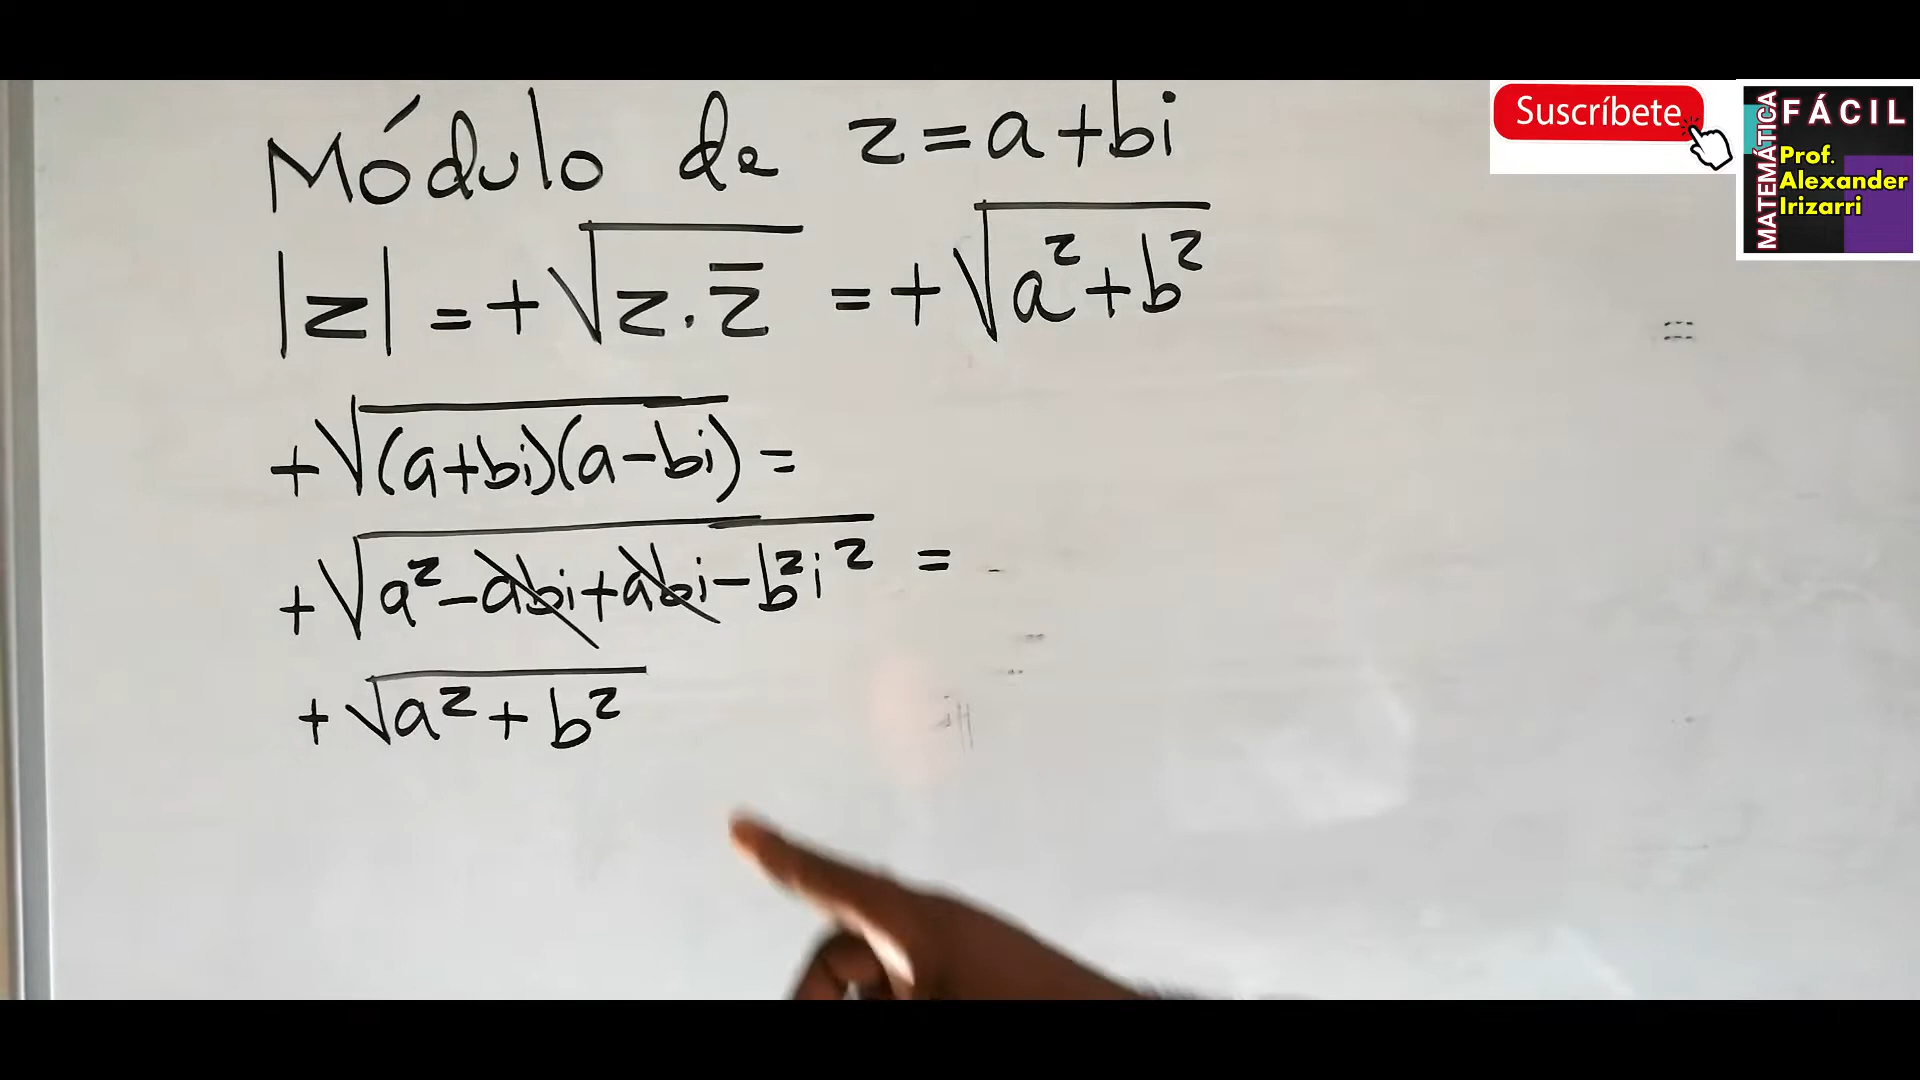 Módulo de z=a+bi
|z| = +√(z·z̅) = +√(a²+b²)
+√((a+bi)(a-bi)) =
+√(a²-abi+abi-b²i²) =
+√(a²+b²)
Suscríbete
MATEMÁTICA
FÁCIL
Prof.
Alexander
Irizarri